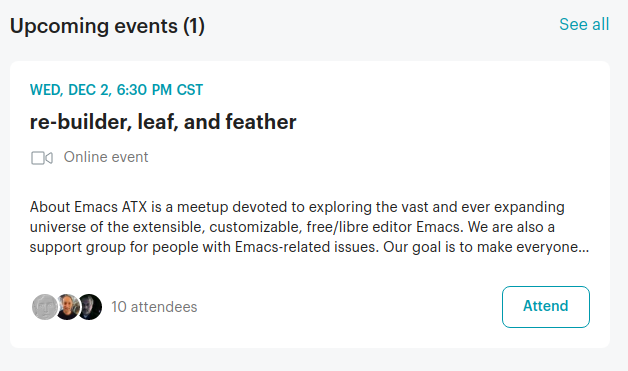 Upcoming events (1)
See all
WED, DEC 2, 6:30 PM CST
re-builder, leaf, and feather
Online event
About Emacs ATX is a meetup devoted to exploring the vast and ever expanding
universe of the extensible, customizable, free/libre editor Emacs. We are also a
support group for people with Emacs-related issues. Our goal is to make everyone...
10 attendees
Attend